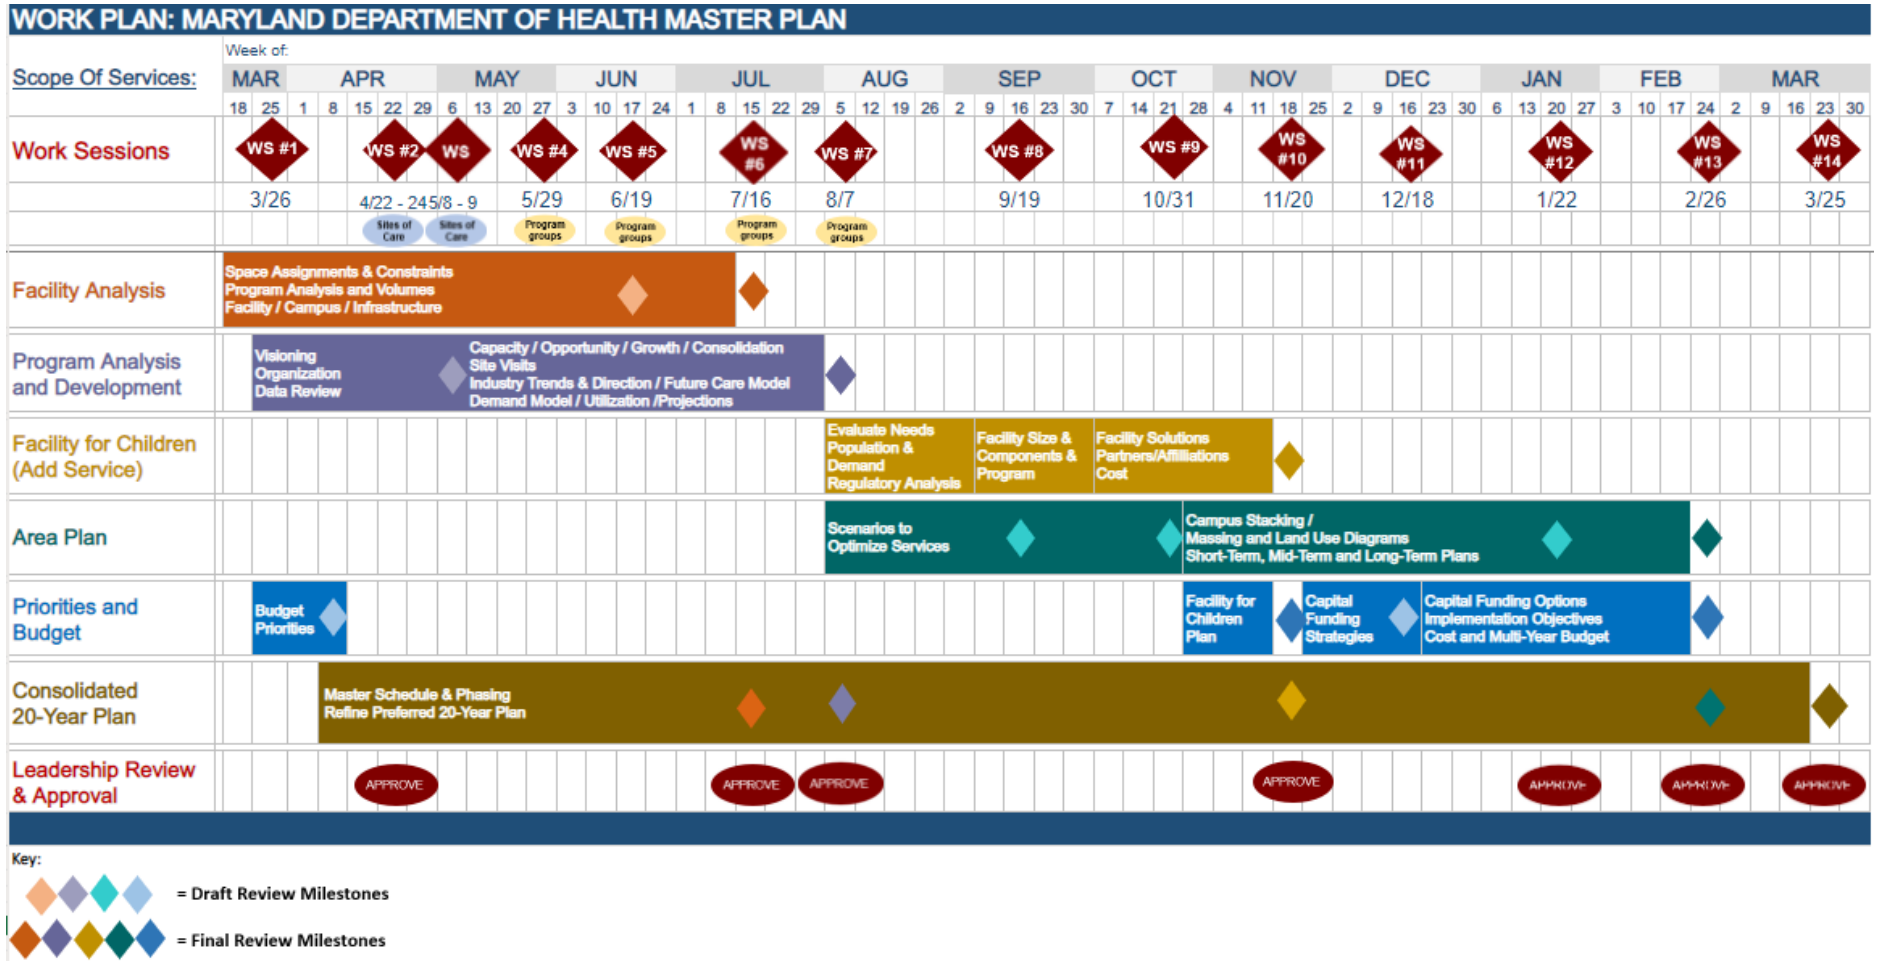 WORK PLAN: MARYLAND DEPARTMENT OF HEALTH MASTER PLAN
Week of:
Scope Of Services: MAR APR MAY JUN JUL AUG SEP OCT NOV DEC JAN FEB MAR
18 25 1 8 15 22 29 6 13 20 27 3 10 17 24 1 8 15 22 29 5 12 19 26 2 9 16 23 30 7 14 21 28 4 11 18 25 2 9 16 23 30 6 13 20 27 3 10 17 24 2 9 16 23 30
Work Sessions
WS #1
WS #2
WS
WS #4
WS #5
WS
#6
WS #7
WS #8
WS #9
WS
#10
WS
#11
WS
#12
WS
#13
WS
#14
3/26 4/22 - 24 5/8 - 9 5/29 6/19 7/16 8/7 9/19 10/31 11/20 12/18 1/22 2/26 3/25
Sites of
Care
Sites of
Care
Program
groups
Program
groups
Program
groups
Program
groups
Facility Analysis
Space Assignments & Constraints
Program Analysis and Volumes
Facility / Campus / Infrastructure
Program Analysis
and Development
Visioning
Organization
Data Review
Capacity / Opportunity / Growth / Consolidation
Site Visits
Industry Trends & Direction / Future Care Model
Demand Model / Utilization /Projections
Facility for Children
(Add Service)
Evaluate Needs
Population &
Demand
Regulatory Analysis
Facility Size &
Components &
Program
Facility Solutions
Partners/Affilliations
Cost
Area Plan
Scenarios to
Optimize Services
Campus Stacking /
Massing and Land Use Diagrams
Short-Term, Mid-Term and Long-Term Plans
Priorities and
Budget
Budget
Priorities
Facility for
Children
Plan
Capital
Funding
Strategies
Capital Funding Options
Implementation Objectives
Cost and Multi-Year Budget
Consolidated
20-Year Plan
Master Schedule & Phasing
Refine Preferred 20-Year Plan
Leadership Review
& Approval
APPROVE APPROVE APPROVE APPROVE APPROVE APPROVE APPROVE
Key:
= Draft Review Milestones
= Final Review Milestones